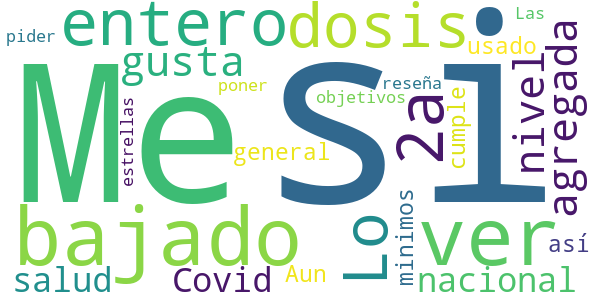 Las
pider
entero
dosis
usado
gusta
Me
si
poner
reseña
objetivos
estrellas
general
2a
cumple
nivel
agregada
bajado
Lo
minimos
ver
así
salud
Covid
Aun
nacional